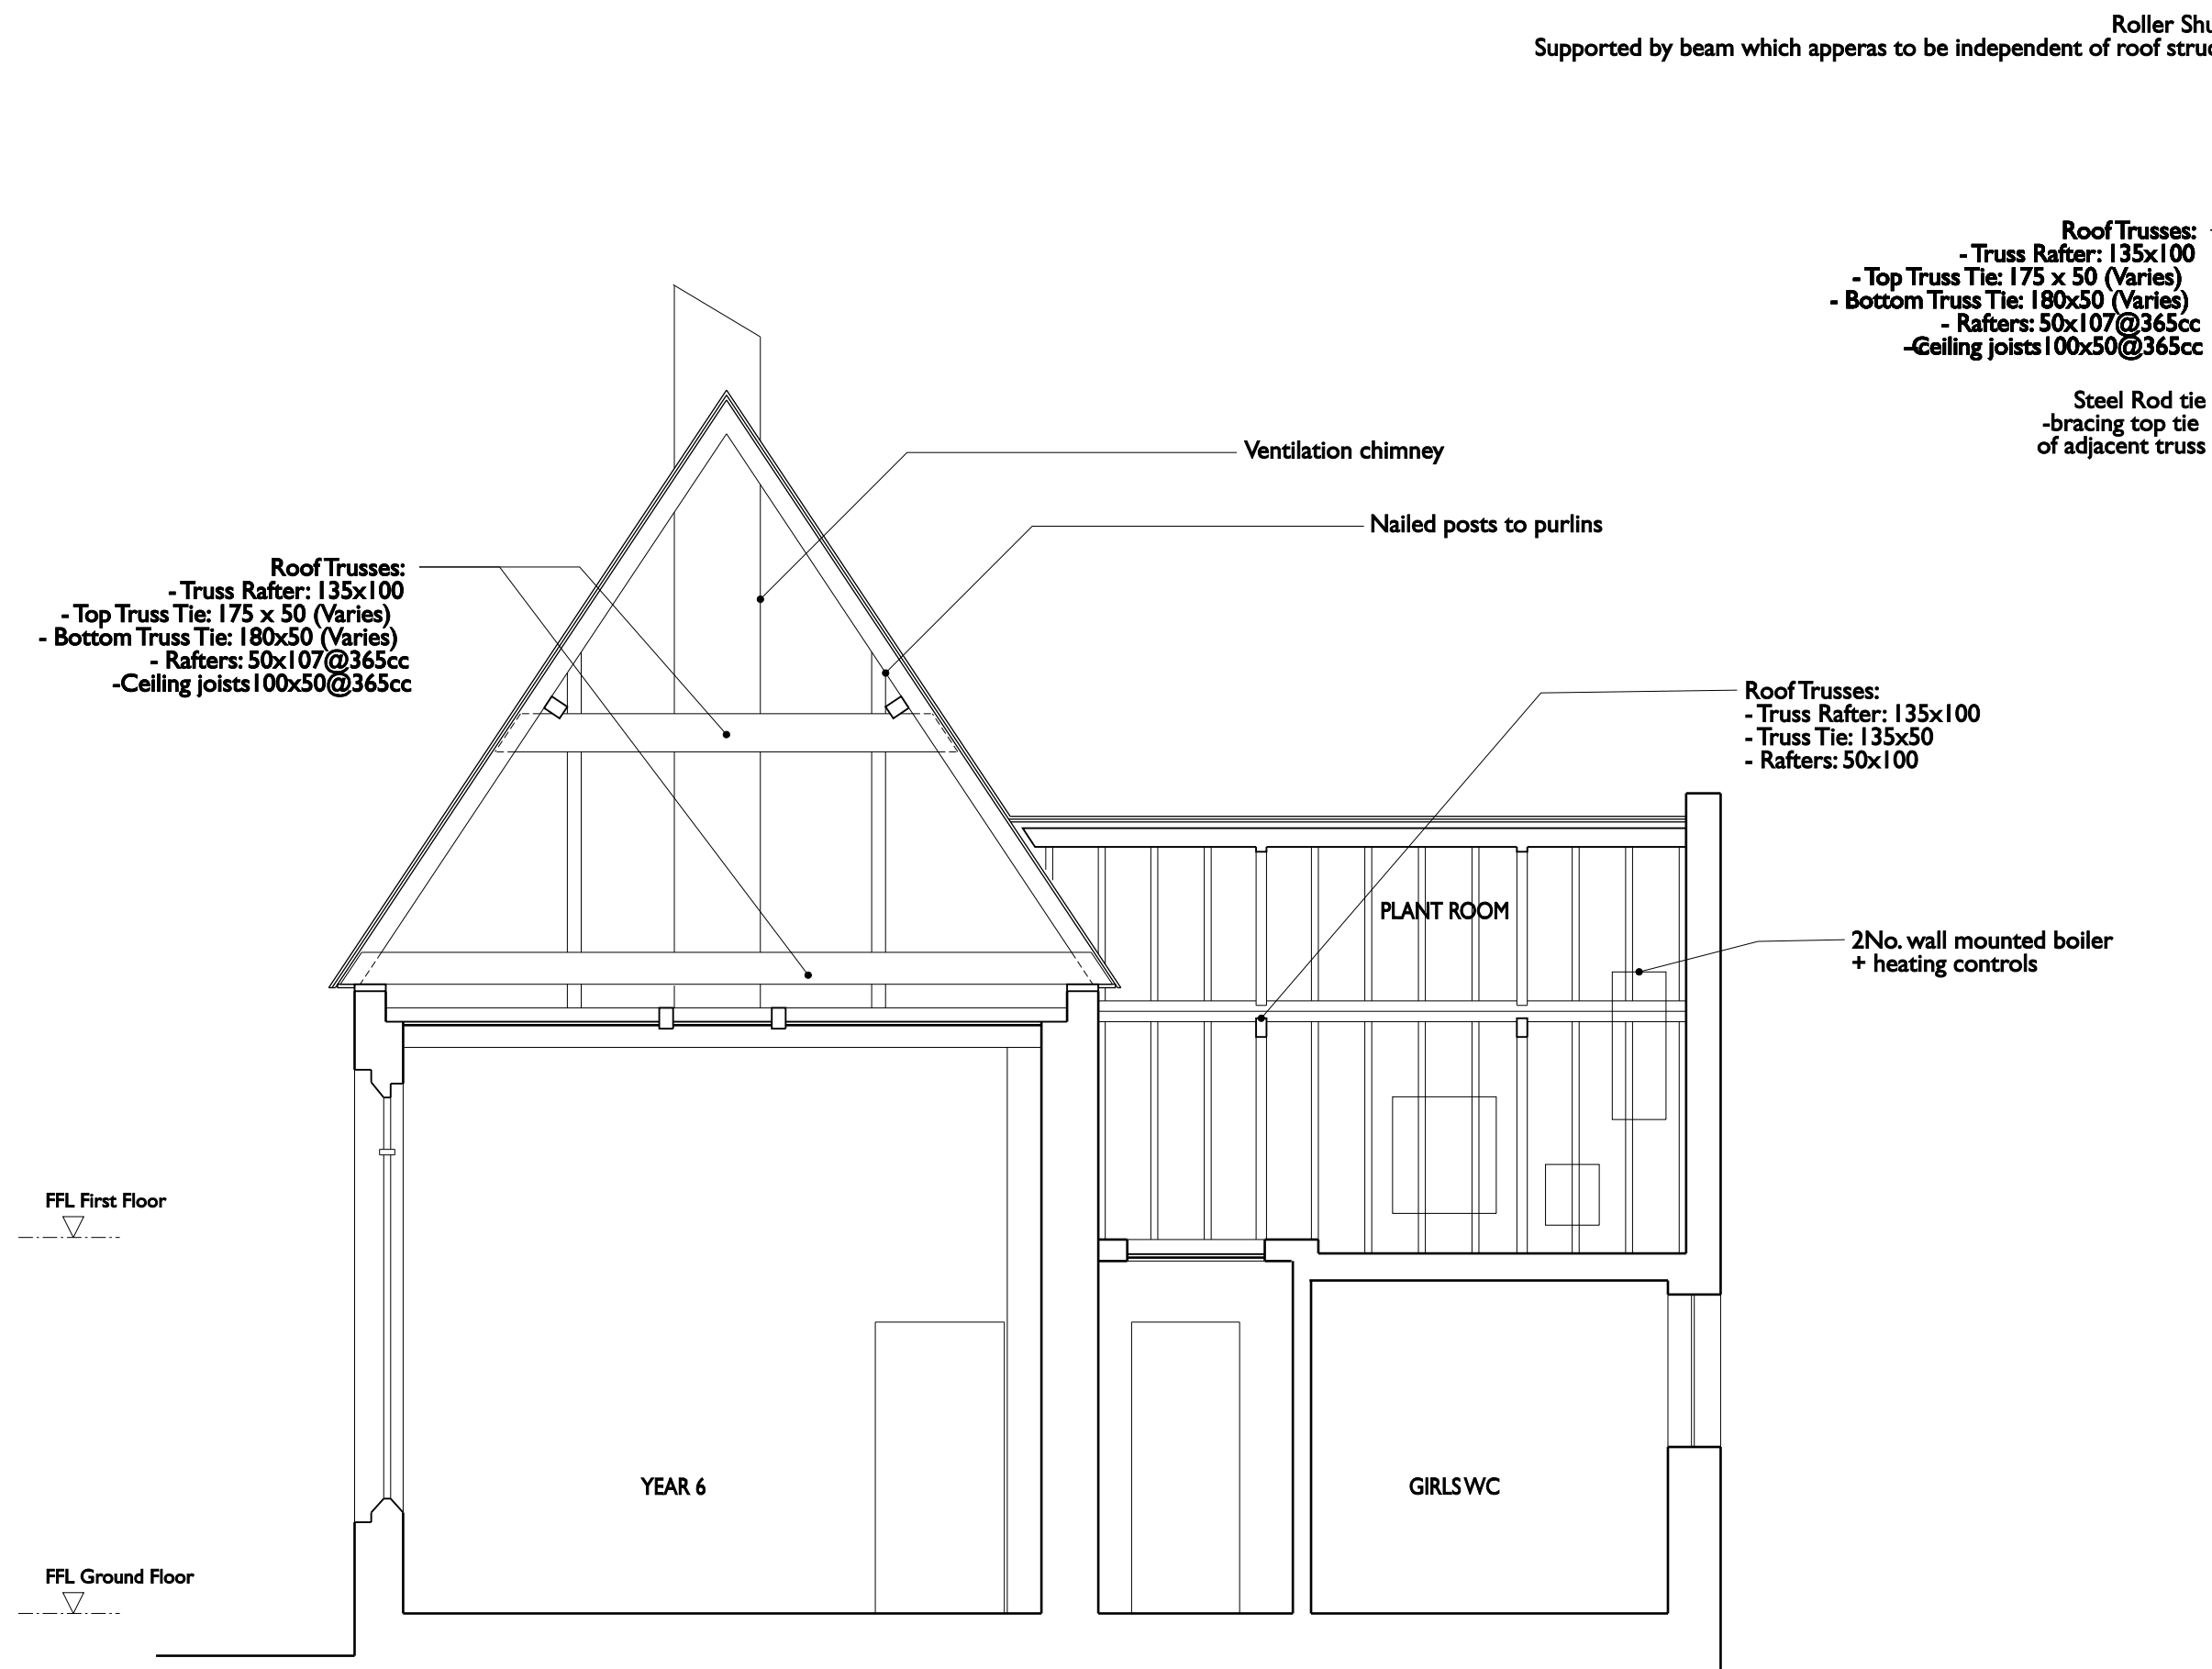 Roller Shu
Supported by beam which apperas to be independent of roof struc
Roof Trusses:
- Truss Rafter: 135x100
- Top Truss Tie: 175 x 50 (Varies)
- Bottom Truss Tie: 180x50 (Varies)
- Rafters: 50x107@365cc
-Ceiling joists100x50@365cc
Steel Rod tie
-bracing top tie
of adjacent truss
Ventilation chimney
Nailed posts to purlins
Roof Trusses:
- Truss Rafter: 135x100
- Top Truss Tie: 175 x 50 (Varies)
- Bottom Truss Tie: 180x50 (Varies)
- Rafters: 50x107@365cc
-Ceiling joists100x50@365cc
Roof Trusses:
- Truss Rafter: 135x100
- Truss Tie: 135x50
- Rafters: 50x100
PLANT ROOM
2No. wall mounted boiler
+ heating controls
FFL First Floor
YEAR 6
GIRLS WC
FFL Ground Floor